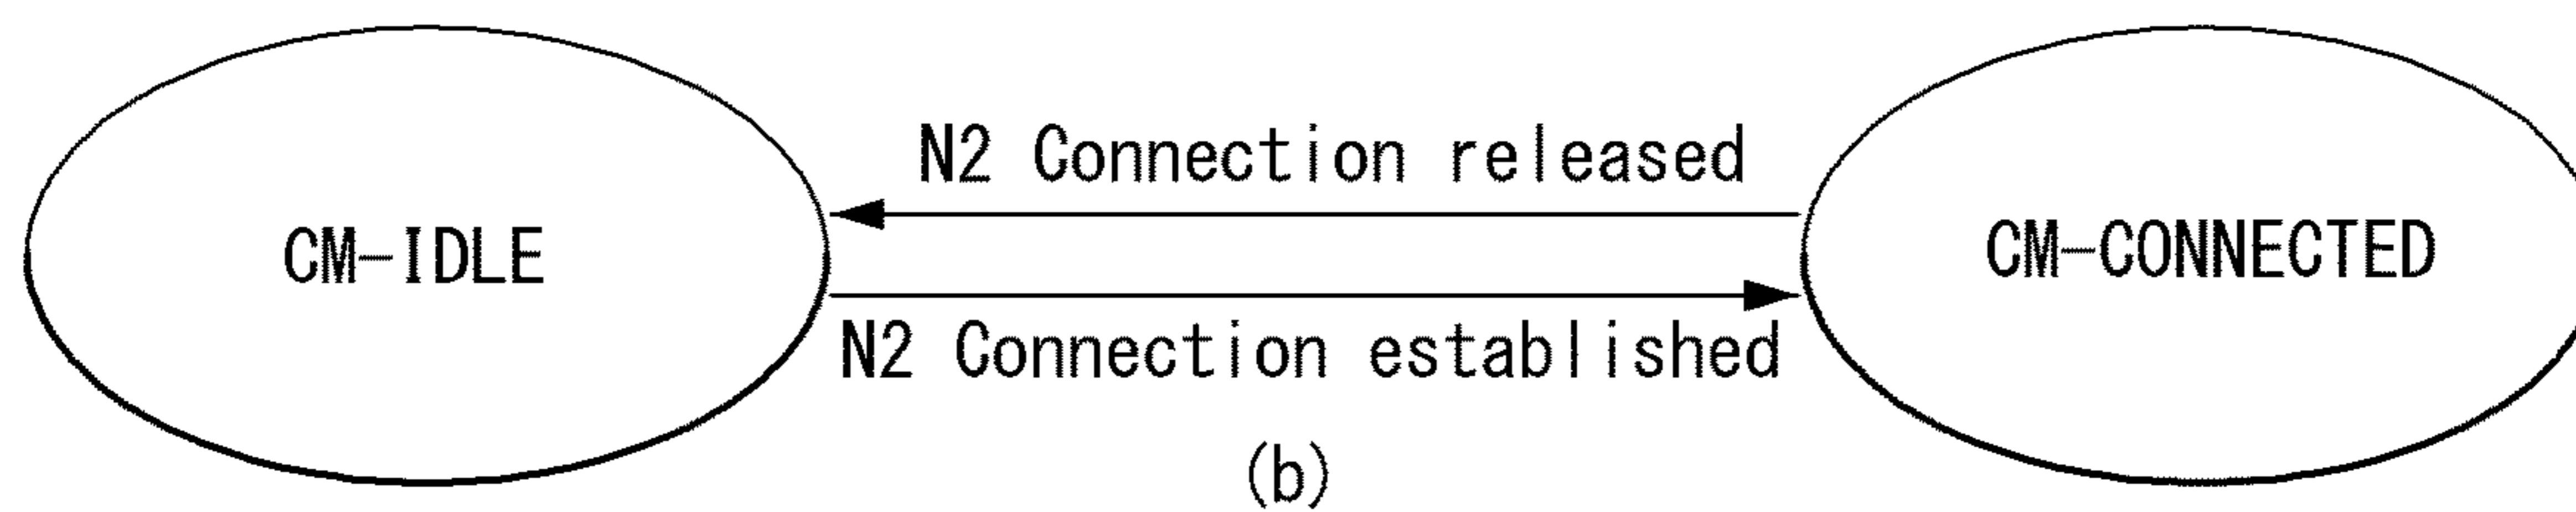 N2 Connection released
CM-IDLE
CM-CONNECTED
N2 Connection established
(b)